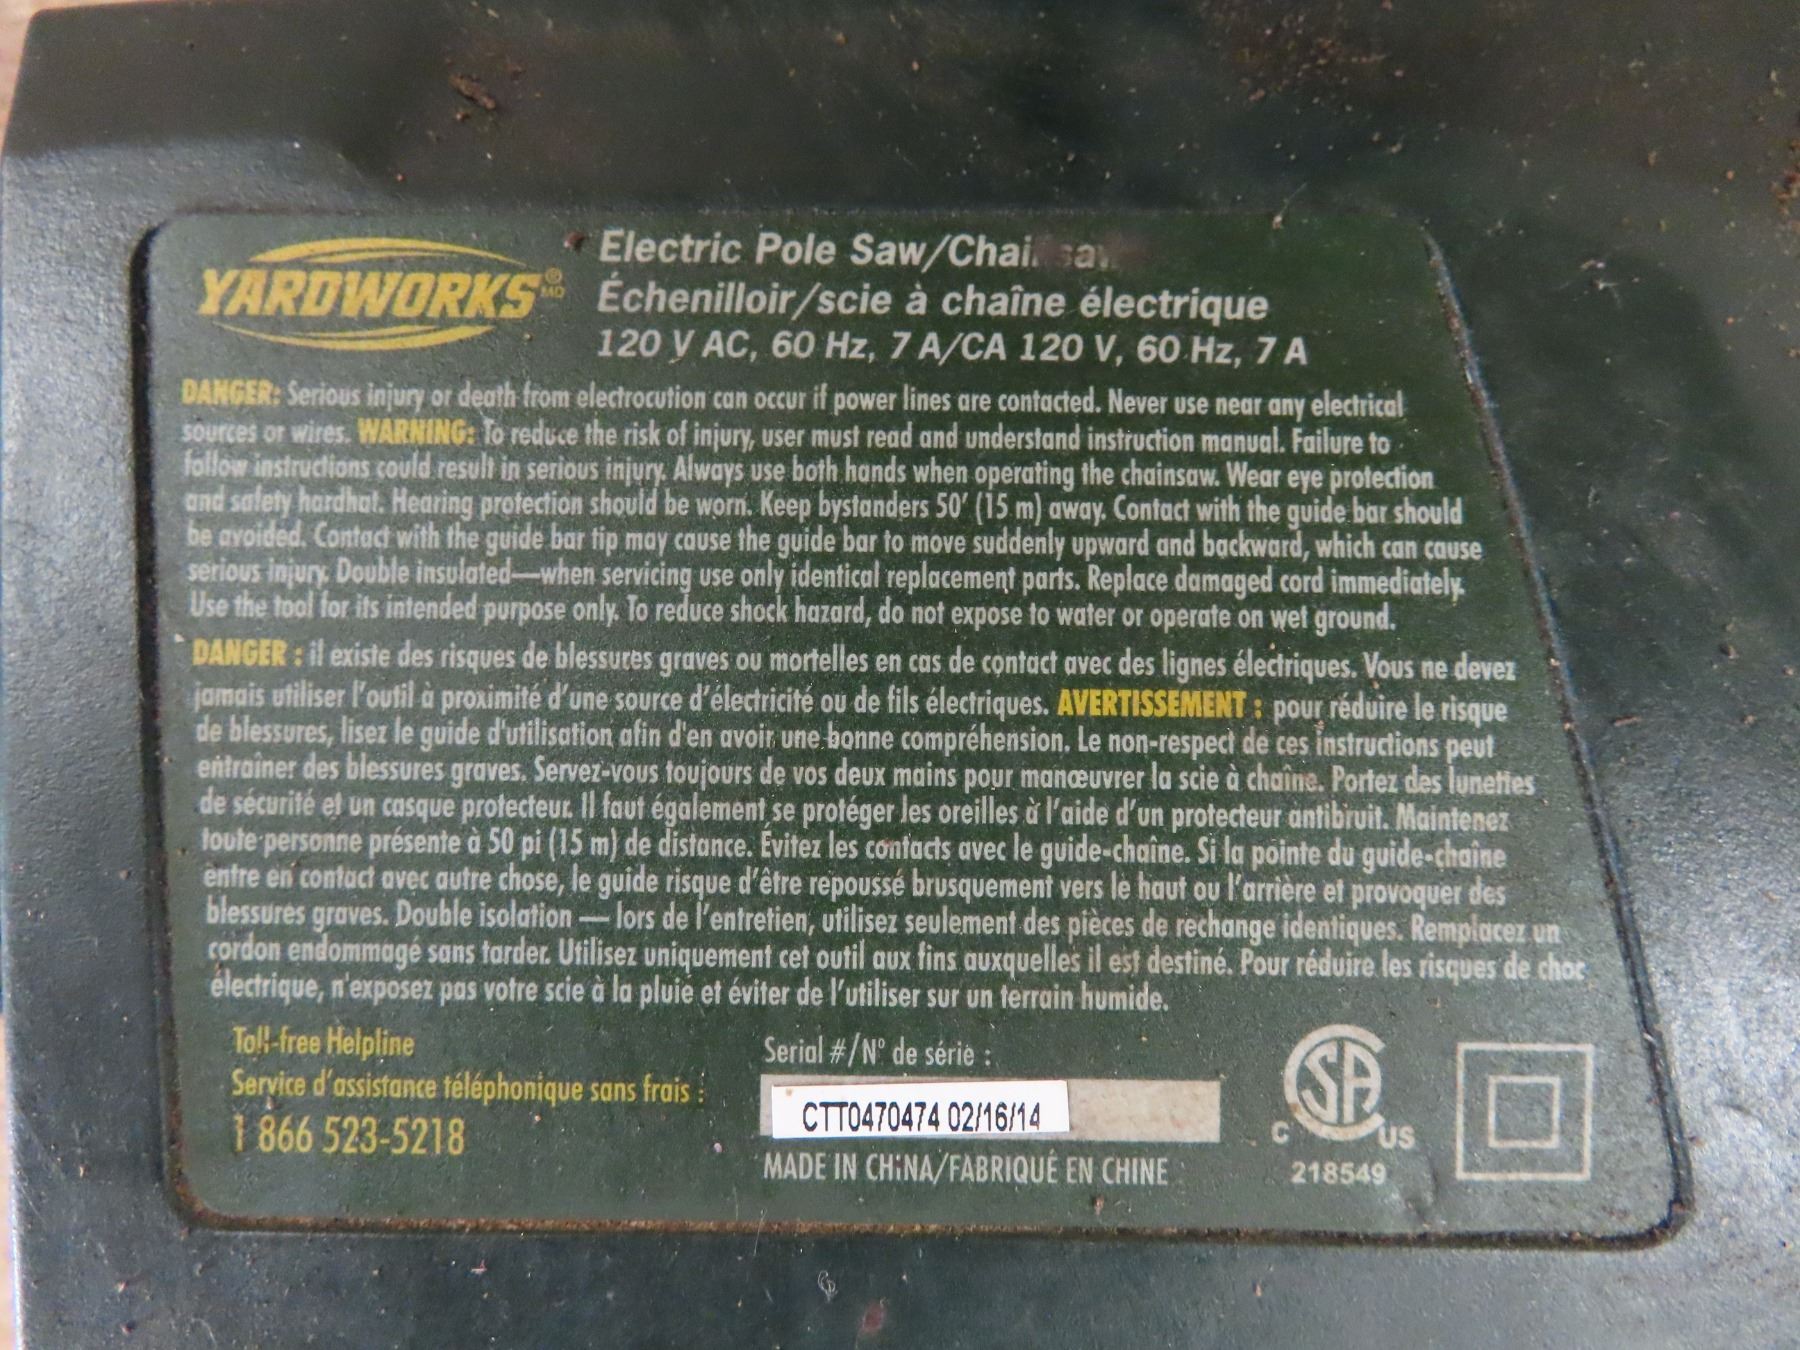 YARDWORKS® MD
Electric Pole Saw/Chainsaw
Échenilloir/scie à chaîne électrique
120 V AC, 60 Hz, 7 A/CA 120 V, 60 Hz, 7 A
DANGER: Serious injury or death from electrocution can occur if power lines are contacted. Never use near any electrical
sources or wires. WARNING: To reduce the risk of injury, user must read and understand instruction manual. Failure to
follow instructions could result in serious injury. Always use both hands when operating the chainsaw. Wear eye protection
and safety hardhat. Hearing protection should be worn. Keep bystanders 50' (15 m) away. Contact with the guide bar should
be avoided. Contact with the guide bar tip may cause the guide bar to move suddenly upward and backward, which can cause
serious injury. Double insulated—when servicing use only identical replacement parts. Replace damaged cord immediately.
Use the tool for its intended purpose only. To reduce shock hazard, do not expose to water or operate on wet ground.
DANGER : il existe des risques de blessures graves ou mortelles en cas de contact avec des lignes électriques. Vous ne devez
jamais utiliser l'outil à proximité d'une source d'électricité ou de fils électriques. AVERTISSEMENT : pour réduire le risque
de blessures, lisez le guide d'utilisation afin d'en avoir une bonne compréhension. Le non-respect de ces instructions peut
entraîner des blessures graves. Servez-vous toujours de vos deux mains pour manœuvrer la scie à chaîne. Portez des lunettes
de sécurité et un casque protecteur. Il faut également se protéger les oreilles à l'aide d'un protecteur antibruit. Maintenez
toute personne présente à 50 pi (15 m) de distance. Évitez les contacts avec le guide-chaîne. Si la pointe du guide-chaîne
entre en contact avec autre chose, le guide risque d'être repoussé brusquement vers le haut ou l'arrière et provoquer des
blessures graves. Double isolation — lors de l'entretien, utilisez seulement des pièces de rechange identiques. Remplacez un
cordon endommagé sans tarder. Utilisez uniquement cet outil aux fins auxquelles il est destiné. Pour réduire les risques de choc
électrique, n'exposez pas votre scie à la pluie et éviter de l'utiliser sur un terrain humide.
Toll-free Helpline
Service d'assistance téléphonique sans frais :
1 866 523-5218
Serial #/N° de série :
CTT0470474 02/16/14
MADE IN CHINA/FABRIQUÉ EN CHINE
C SA US
218549